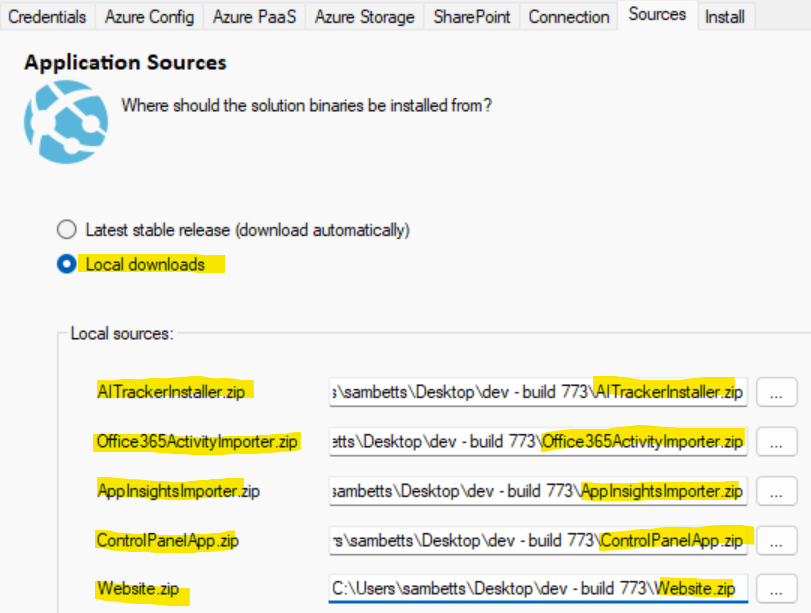 Credentials Azure Config Azure PaaS Azure Storage SharePoint Connection Sources Install
Application Sources
Where should the solution binaries be installed from?
Latest stable release (download automatically)
Local downloads
Local sources:
AITrackerInstaller.zip s\sambetts\Desktop\dev - build 773\AITrackerInstaller.zip ...
Office365ActivityImporter.zip etts\Desktop\dev - build 773\Office365ActivityImporter.zip ...
AppInsightsImporter.zip sambetts\Desktop\dev - build 773\AppInsightsImporter.zip ...
ControlPanelApp.zip rs\sambetts\Desktop\dev - build 773\ControlPanelApp.zip ...
Website.zip C:\Users\sambetts\Desktop\dev - build 773\Website.zip ...